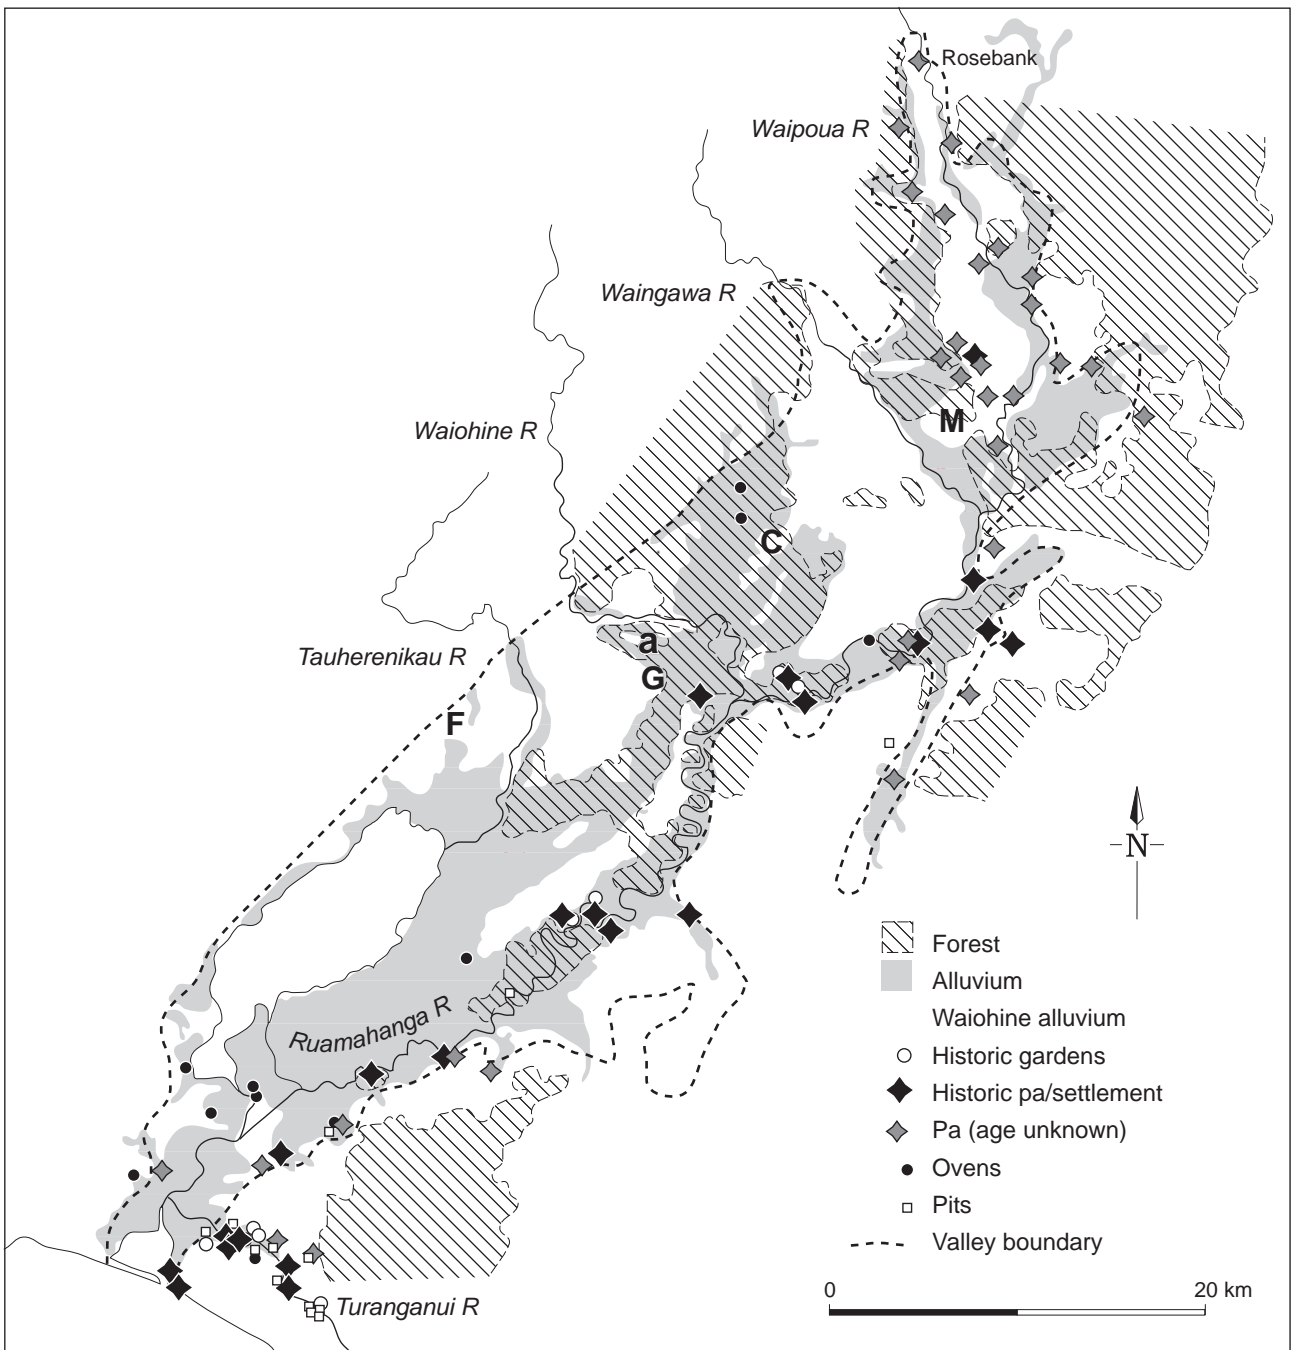 Rosebank
Waipoua R
Waingawa R
Waiohine R
M
C
a
Tauherenikau R
G
F
N
Forest
Alluvium
Waiohine alluvium
Ruamahanga R
Historic gardens
Historic pa/settlement
Pa (age unknown)
Ovens
Pits
Valley boundary
0 20 km
Turanganui R